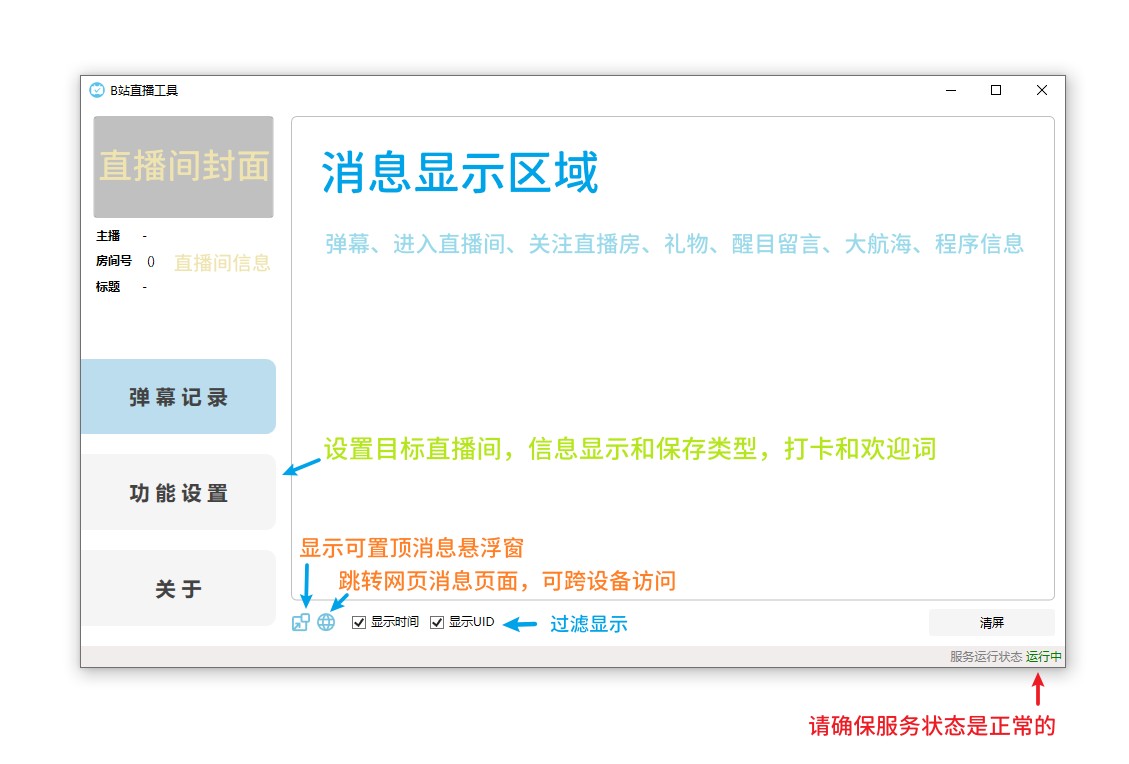 B站直播工具
直播间封面
主播 -
房间号 ()
直播间信息
标题 -
弹幕记录
功能设置
关于
消息显示区域
弹幕、进入直播间、关注直播房、礼物、醒目留言、大航海、程序信息
设置目标直播间，信息显示和保存类型，打卡和欢迎词
显示可置顶消息悬浮窗
跳转网页消息页面，可跨设备访问
显示时间 显示UID 过滤显示
清屏
服务运行状态 运行中
请确保服务状态是正常的